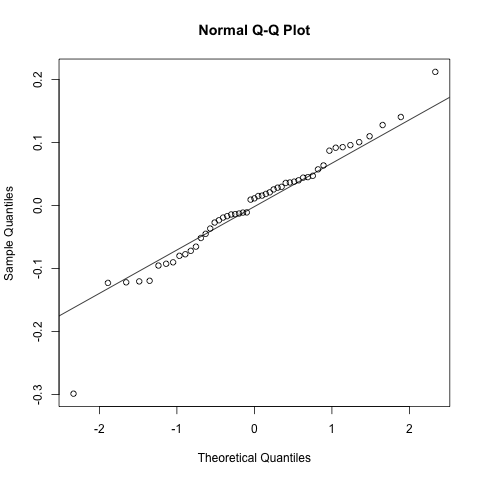 Normal Q-Q Plot
Sample Quantiles
0.2
0.1
0.0
-0.1
-0.2
-0.3
-2 -1 0 1 2
Theoretical Quantiles